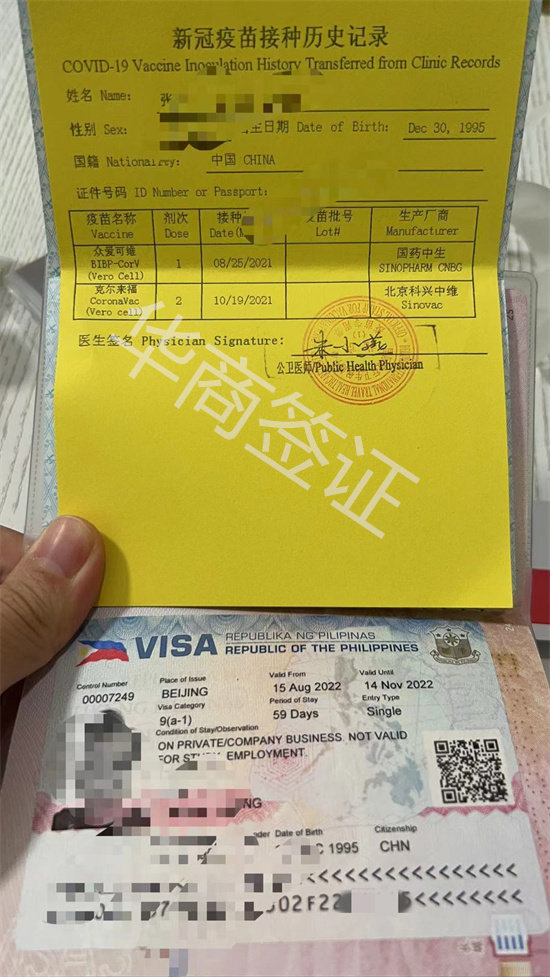 新冠疫苗接种历史记录
COVID-19 Vaccine Inoculation History Transferred from Clinic Records
姓名 Name: 张
性别 Sex: 日期 Date of Birth: Dec 30, 1995
国籍 Nationality: 中国 CHINA
证件号码 ID Number or Passport:
疫苗名称 剂次 接种 苗批号 生产厂商
Vaccine Dose Date( Lot# Manufacturer
众爱可维 国药中生
BIBP-CorV 1 08/25/2021 SINOPHARM CNBG
(Vero Cell)
克尔来福 北京科兴中维
CoronaVac 2 10/19/2021 Sinovac
(Vero cell)
医生签名 Physician Signature: 朱小燕
公卫医师/Public Health Physician
华商签证
VISA REPUBLIKA NG PILIPINAS
REPUBLIC OF THE PHILIPPINES
Control Number Place of Issue Valid From Valid Until
00007249 BEIJING 15 Aug 2022 14 Nov 2022
Visa Category Period of Stay Entry Type
9(a-1) 59 Days Single
Condition of Stay/Observation
ON PRIVATE/COMPANY BUSINESS. NOT VALID
FOR EMPLOYMENT.
NG
der Date of Birth Citizenship
C 1995 CHN
<<<<<<<<<<<<<<<<
02F22 <<<<<<<<